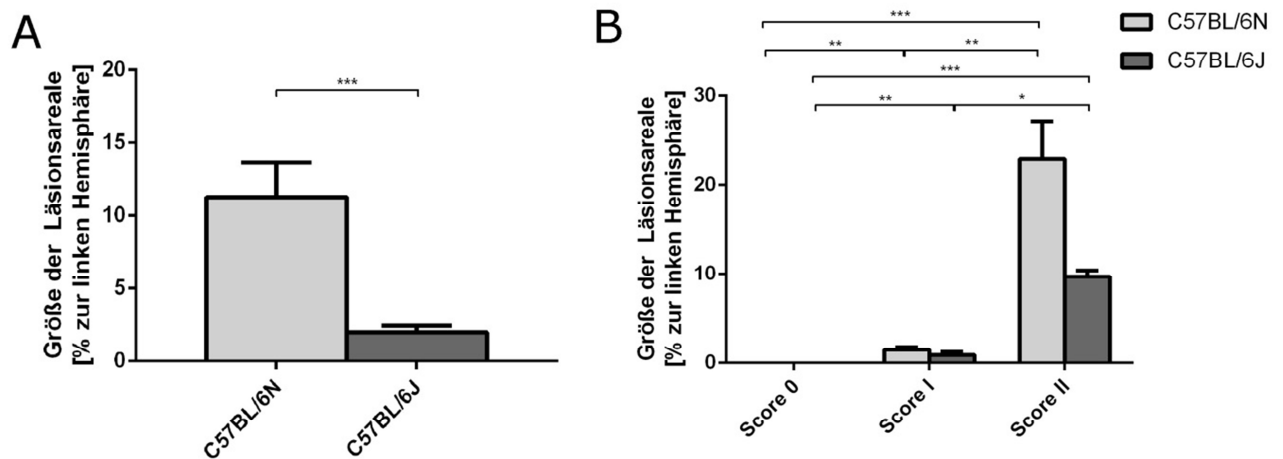 A
Größe der Läsionsareale
[% zur linken Hemisphäre]
20
15
10
5
0
***
C57BL/6N
C57BL/6J
B
Größe der Läsionsareale
[% zur linken Hemisphäre]
30
20
10
0
***
** **
***
** *
Score 0
Score I
Score II
C57BL/6N
C57BL/6J